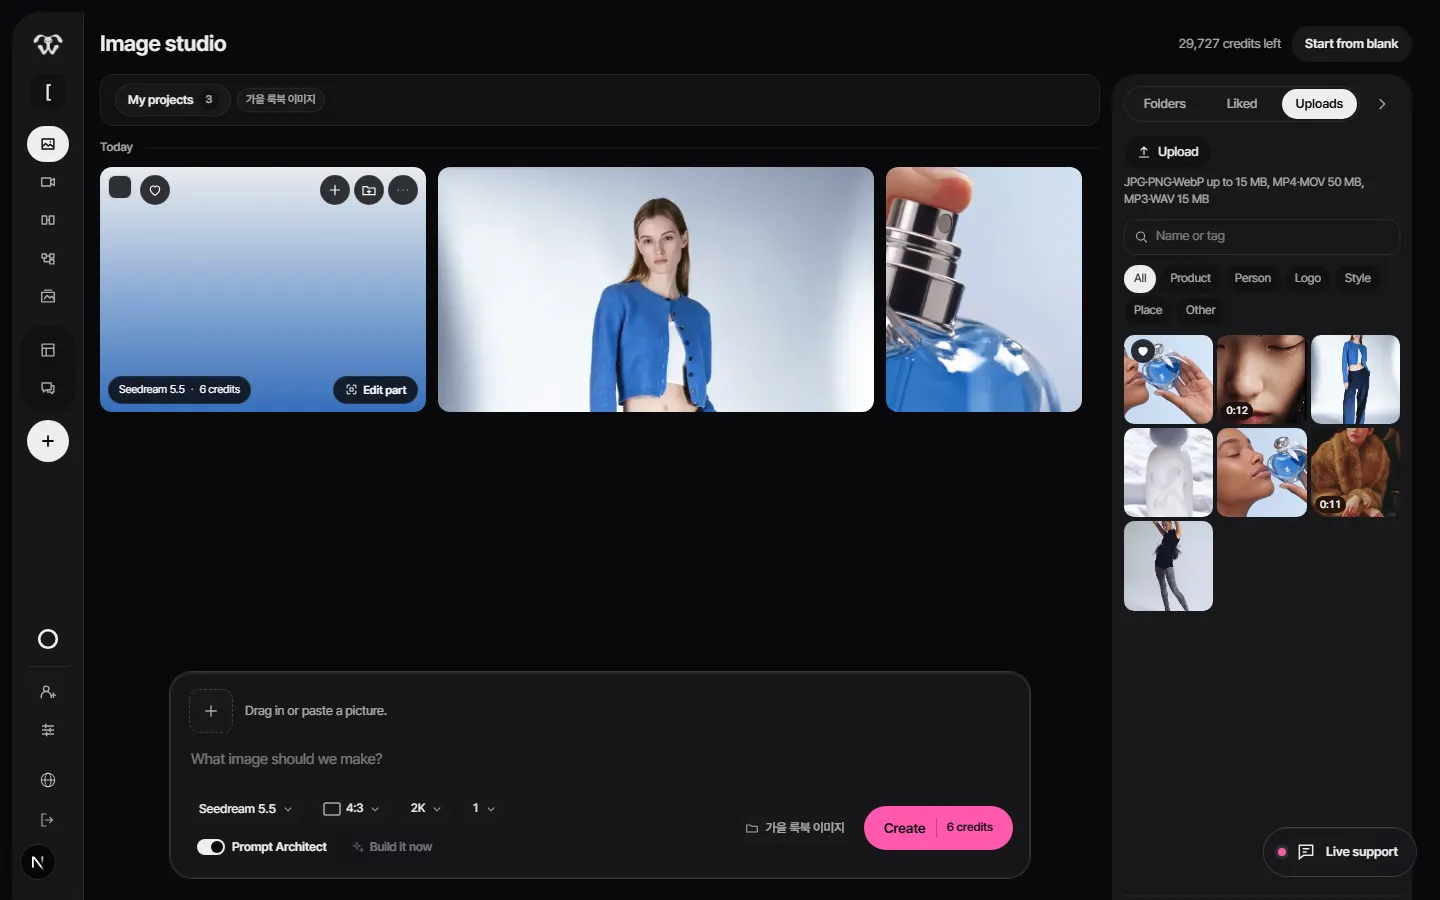 Image studio
29,727 credits left
Start from blank
[
My projects 3
가을 룩북 이미지
Folders
Liked
Uploads
Today
Upload
JPG·PNG·WebP up to 15 MB, MP4·MOV 50 MB,
MP3·WAV 15 MB
Name or tag
All
Product
Person
Logo
Style
Place
Other
Seedream 5.5 · 6 credits
Edit part
0:12
0:11
Drag in or paste a picture.
What image should we make?
Seedream 5.5
4:3
2K
1
Prompt Architect
Build it now
가을 룩북 이미지
Create
6 credits
N
Live support